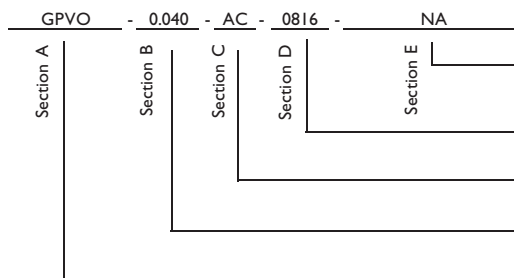 GPVO - 0.040 - AC - 0816 - NA
Section A
Section B
Section C
Section D
Section E